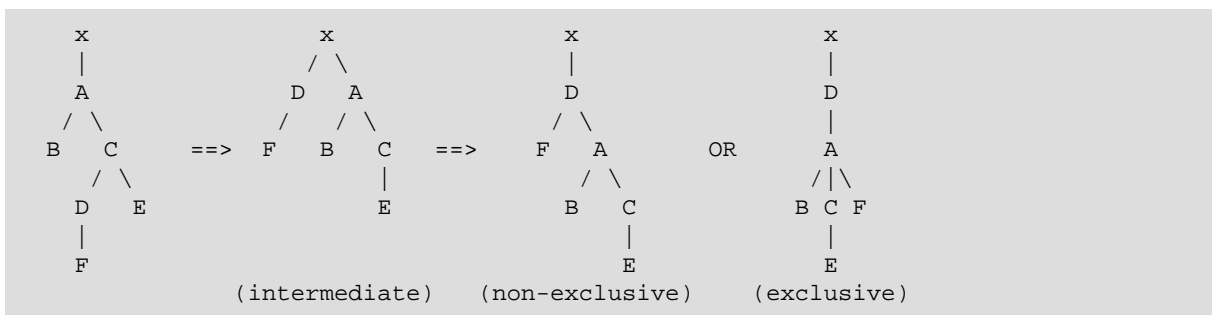 x                x                x                 x
|               / \               |                 |
A              D   A              D                 D
/ \            /   / \            / \                |
B   C     ==>  F   B   C   ==>    F   A      OR      A
/ \                |              / \              /|\
D   E               E             B   C            B C F
|                                     |              |
F                                     E              E
(intermediate)   (non-exclusive)    (exclusive)